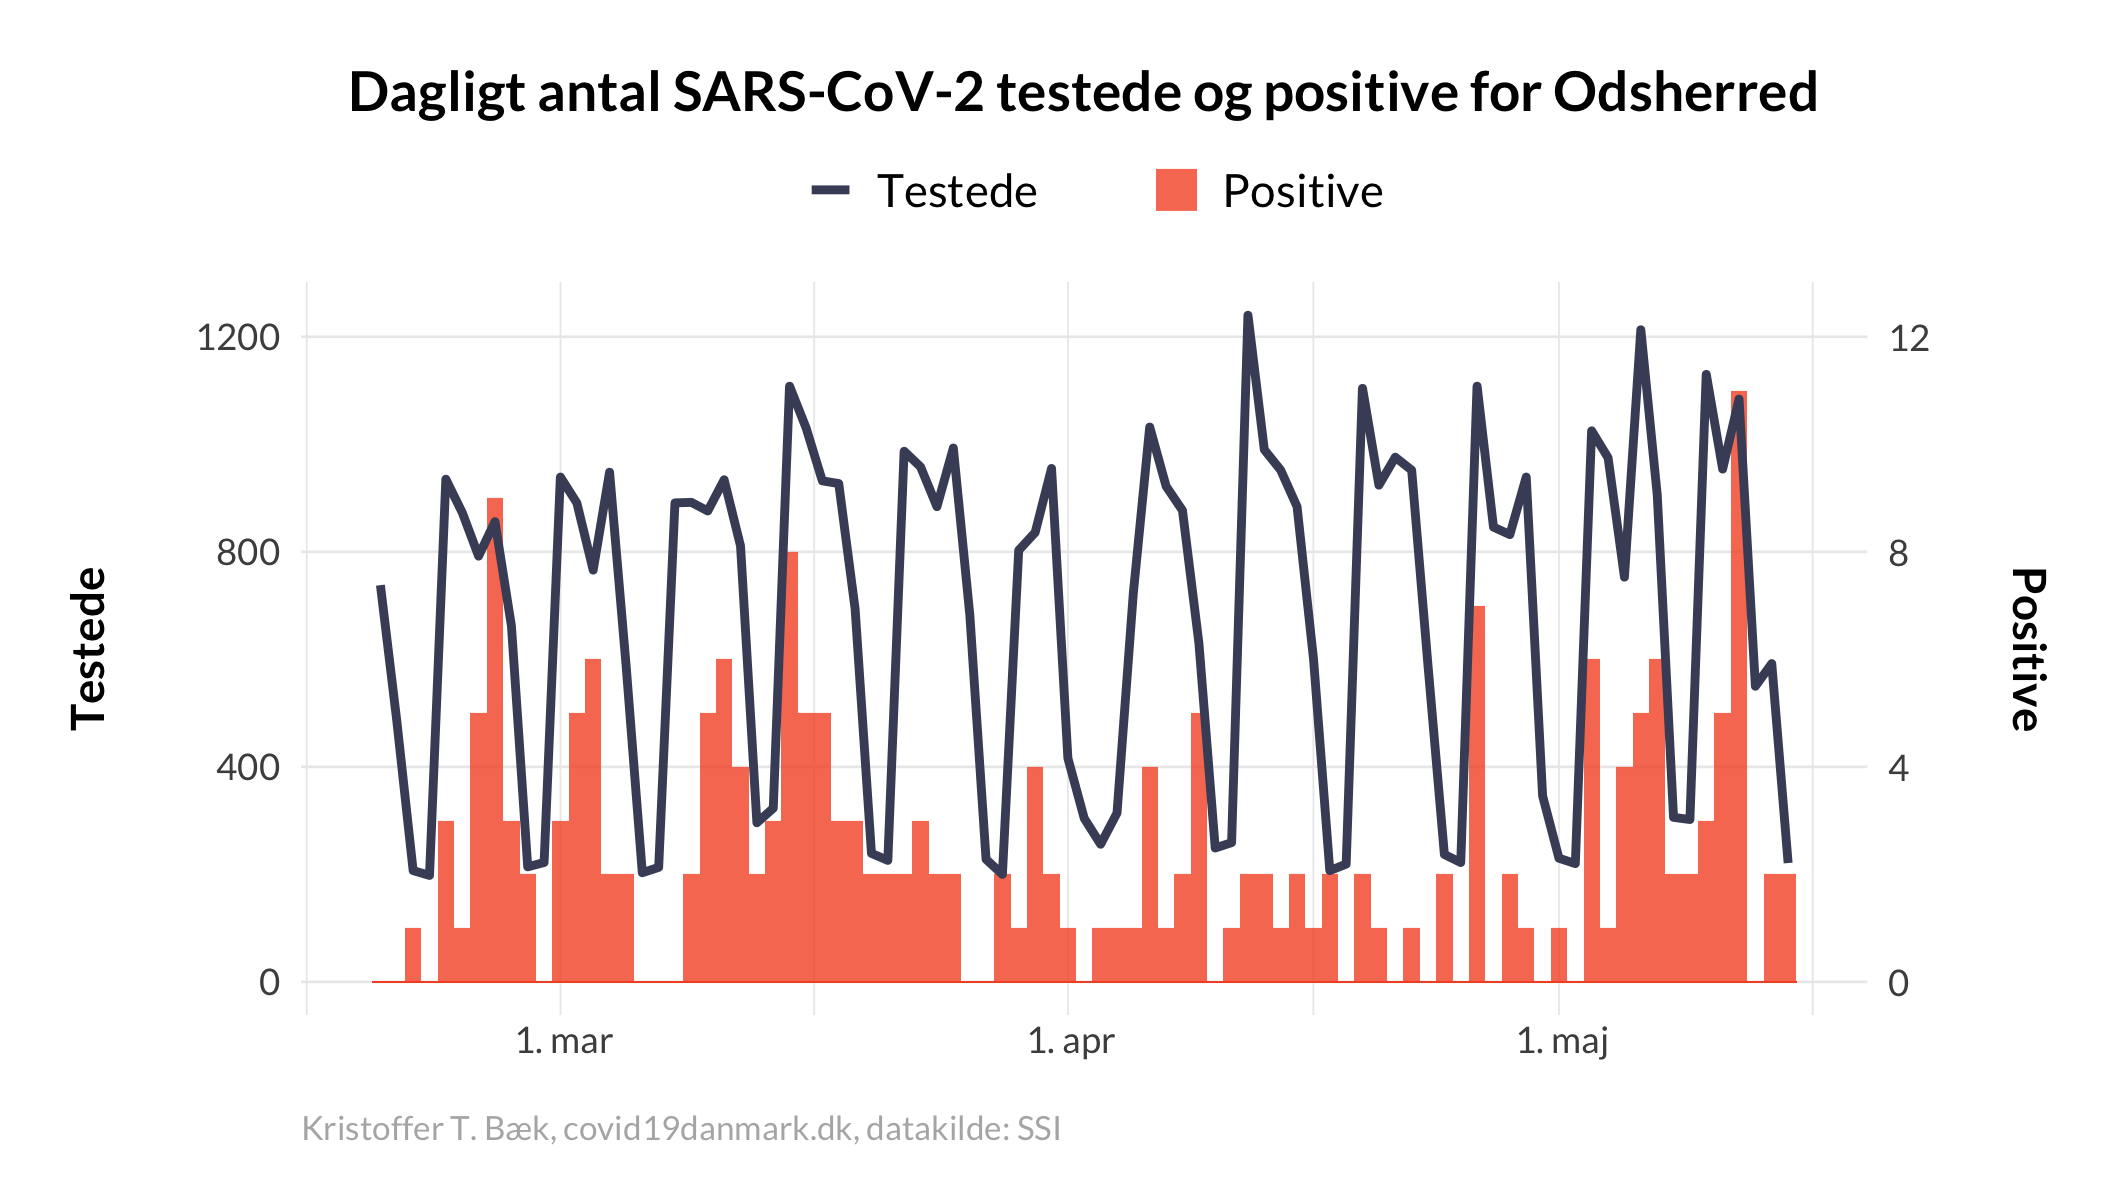 Dagligt antal SARS-CoV-2 testede og positive for Odsherred
Testede Positive
1200 12
800 8
400 4
0 0
Testede
Positive
1. mar 1. apr 1. maj
Kristoffer T. Bæk, covid19danmark.dk, datakilde: SSI